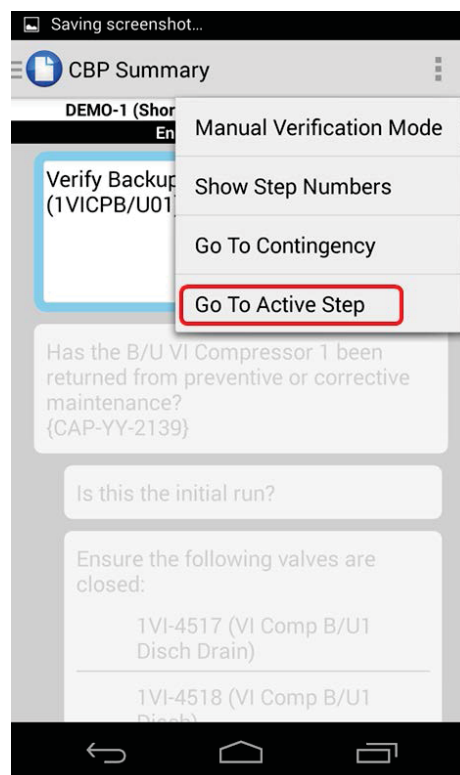 Saving screenshot...
CBP Summary
DEMO-1 (Shor
En
Manual Verification Mode
Show Step Numbers
Go To Contingency
Go To Active Step
Verify Backup
(1VICPB/U01)
Has the B/U VI Compressor 1 been
returned from preventive or corrective
maintenance?
{CAP-YY-2139}
Is this the initial run?
Ensure the following valves are
closed:
1VI-4517 (VI Comp B/U1
Disch Drain)
1VI-4518 (VI Comp B/U1
Disch)